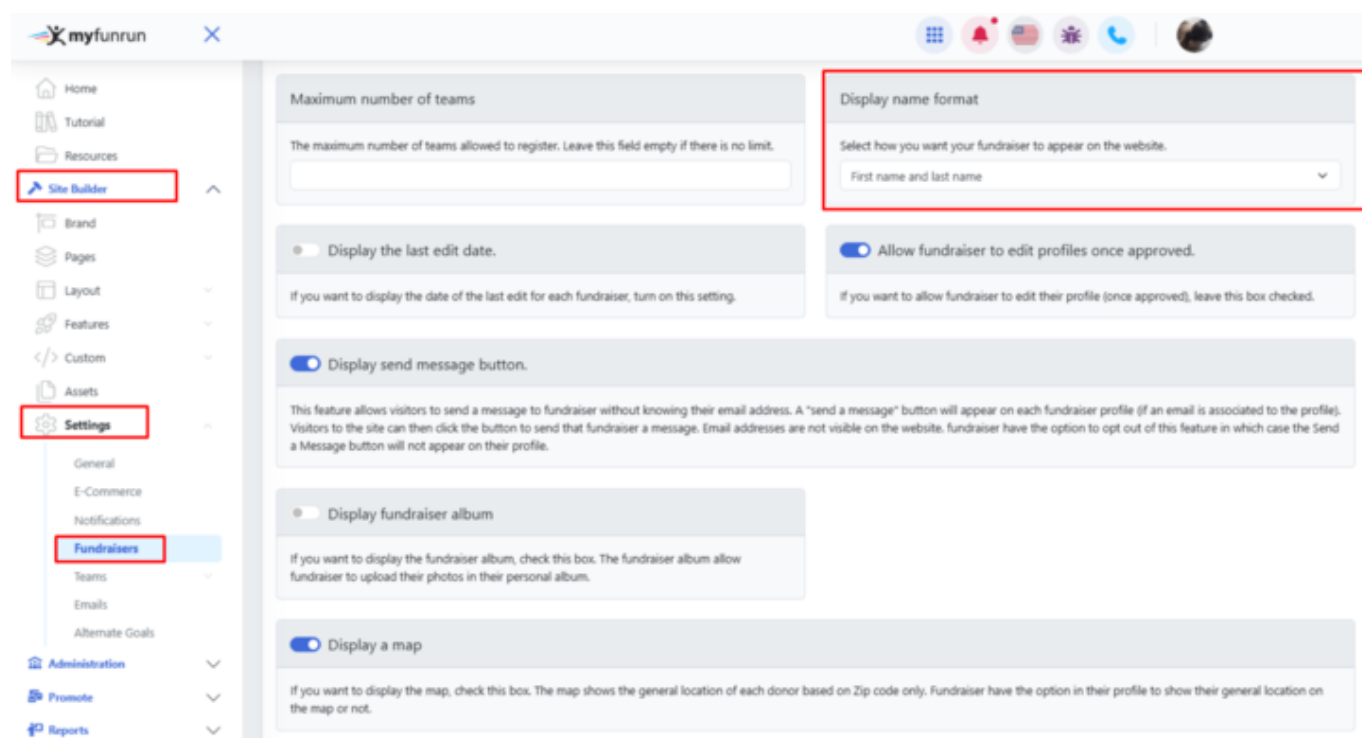 myfunrun
Home
Tutorial
Resources
Site Builder
Brand
Pages
Layout
Features
Custom
Assets
Settings
General
E-Commerce
Notifications
Fundraisers
Teams
Emails
Alternate Goals
Administration
Promote
Reports
Maximum number of teams
The maximum number of teams allowed to register. Leave this field empty if there is no limit.
Display name format
Select how you want your fundraiser to appear on the website.
First name and last name
Display the last edit date.
If you want to display the date of the last edit for each fundraiser, turn on this setting.
Allow fundraiser to edit profiles once approved.
If you want to allow fundraiser to edit their profile (once approved), leave this box checked.
Display send message button.
This feature allows visitors to send a message to fundraiser without knowing their email address. A "send a message" button will appear on each fundraiser profile (if an email is associated to the profile).
Visitors to the site can then click the button to send that fundraiser a message. Email addresses are not visible on the website. fundraiser have the option to opt out of this feature in which case the Send
a Message button will not appear on their profile.
Display fundraiser album
If you want to display the fundraiser album, check this box. The fundraiser album allow
fundraiser to upload their photos in their personal album.
Display a map
If you want to display the map, check this box. The map shows the general location of each donor based on Zip code only. Fundraiser have the option in their profile to show their general location on
the map or not.